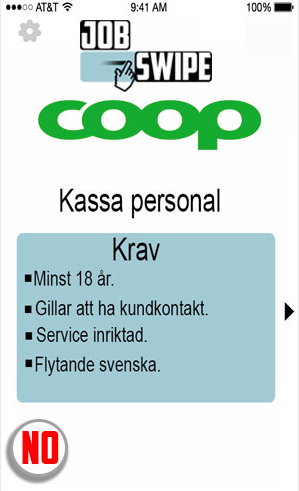 AT&T 9:41 AM 100%
JOB
SWIPE
coop
Kassa personal
Krav
▪Minst 18 år.
▪Gillar att ha kundkontakt.
▪Service inriktad.
▪Flytande svenska.
NO